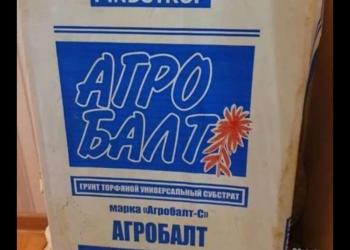 АГРО
БАЛТ
ГРУНТ ТОРФЯНОЙ УНИВЕРСАЛЬНЫЙ СУБСТРАТ
марка «Агробалт-С»
АГРОБАЛТ